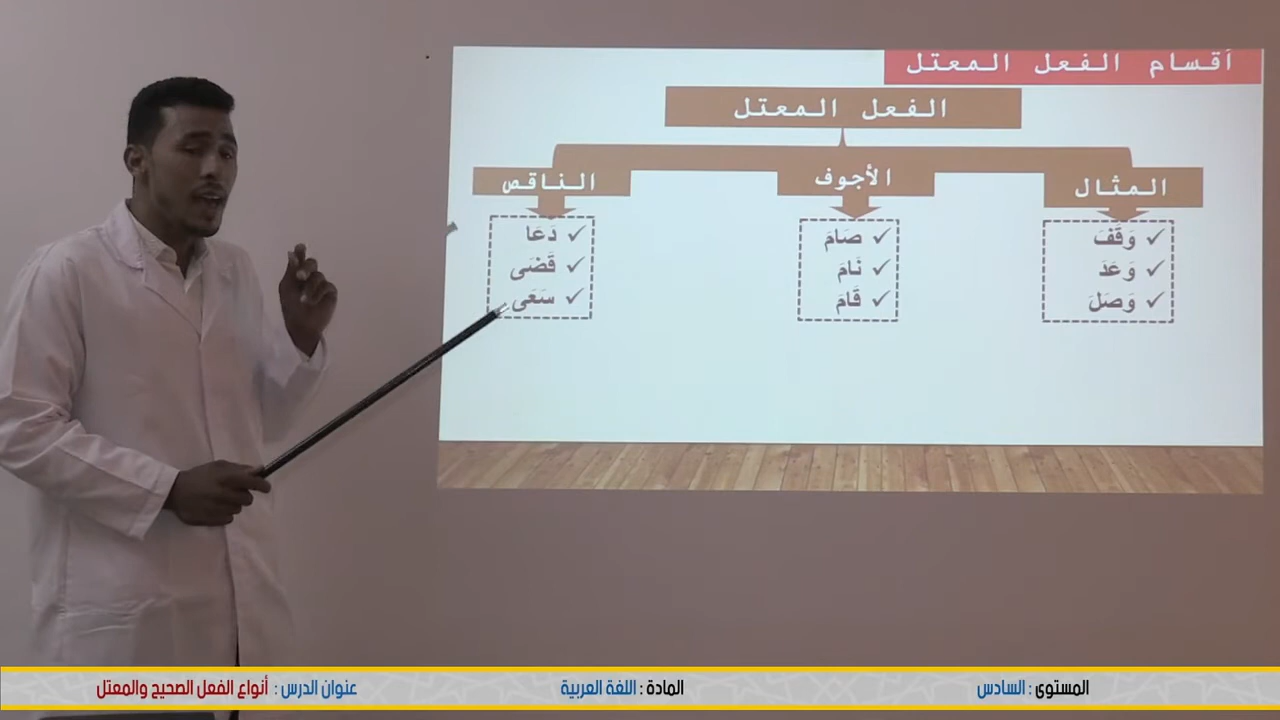 أقسام الفعل المعتل
الفعل المعتل
المثال
الأجوف
الناقص
✓ وَقَفَ
✓ وَعَدَ
✓ وَصَلَ
✓ صَامَ
✓ نَامَ
✓ قَامَ
✓ دَعَا
✓ قَضَى
✓ سَعَى
المستوى : السادس
المادة : اللغة العربية
عنوان الدرس : أنواع الفعل الصحيح والمعتل